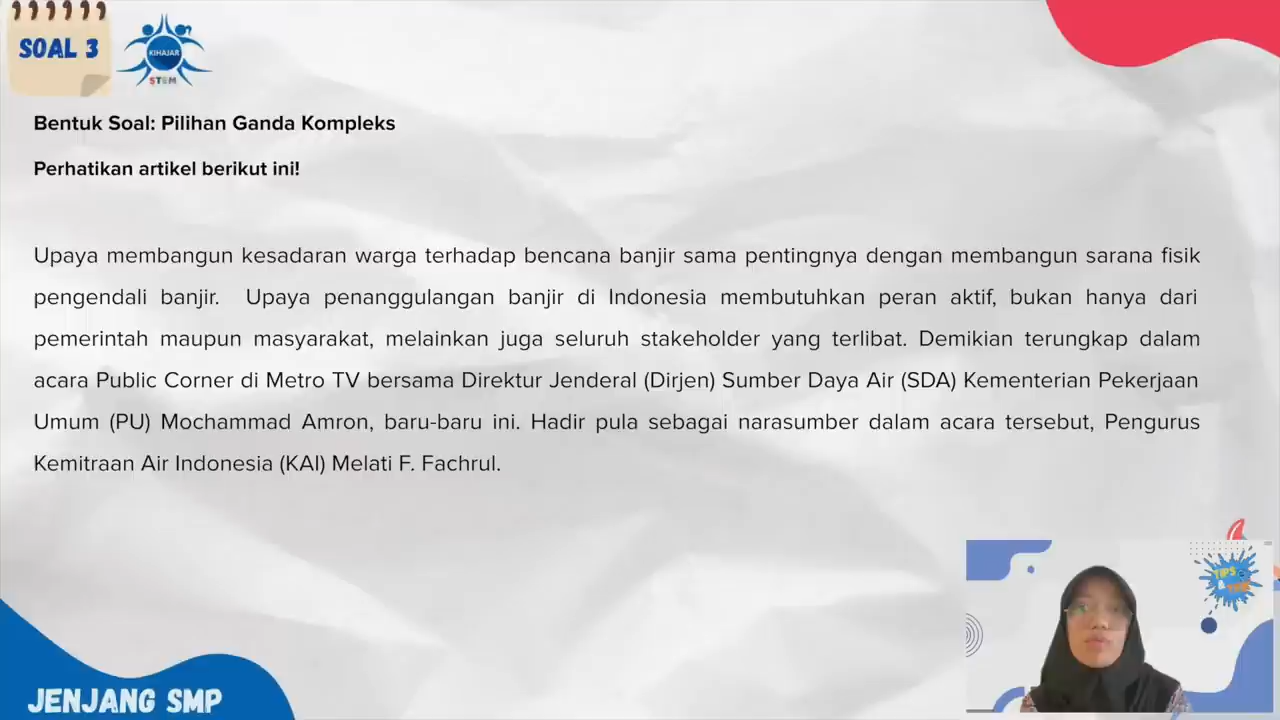 SOAL 3
KIHAJAR
STEM
Bentuk Soal: Pilihan Ganda Kompleks
Perhatikan artikel berikut ini!
Upaya membangun kesadaran warga terhadap bencana banjir sama pentingnya dengan membangun sarana fisik
pengendali banjir.  Upaya penanggulangan banjir di Indonesia membutuhkan peran aktif, bukan hanya dari
pemerintah maupun masyarakat, melainkan juga seluruh stakeholder yang terlibat. Demikian terungkap dalam
acara Public Corner di Metro TV bersama Direktur Jenderal (Dirjen) Sumber Daya Air (SDA) Kementerian Pekerjaan
Umum (PU) Mochammad Amron, baru-baru ini. Hadir pula sebagai narasumber dalam acara tersebut, Pengurus
Kemitraan Air Indonesia (KAI) Melati F. Fachrul.
TIPS
JENJANG SMP